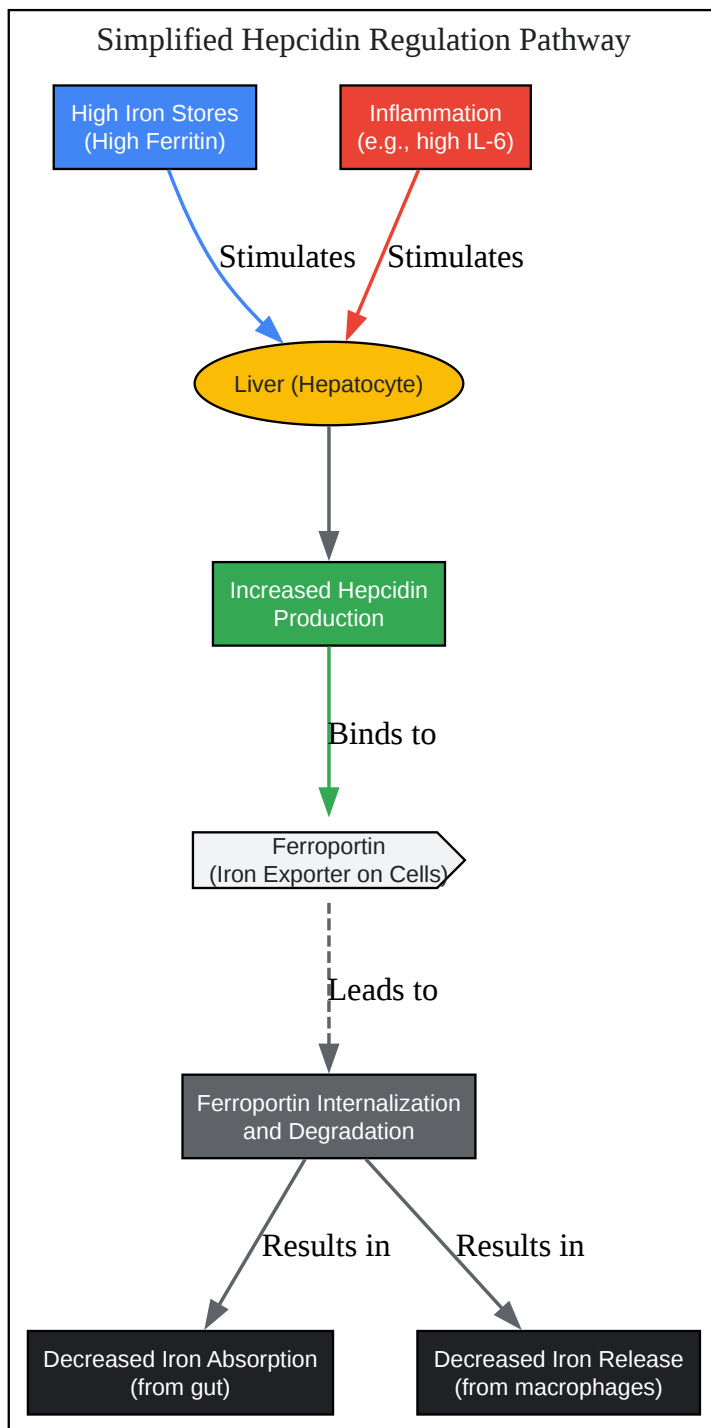 Simplified Hepcidin Regulation Pathway
High Iron Stores
(High Ferritin)
Inflammation
(e.g., high IL-6)
Stimulates
Stimulates
Liver (Hepatocyte)
Increased Hepcidin
Production
Binds to
Ferroportin
(Iron Exporter on Cells)
Leads to
Ferroportin Internalization
and Degradation
Results in
Results in
Decreased Iron Absorption
(from gut)
Decreased Iron Release
(from macrophages)